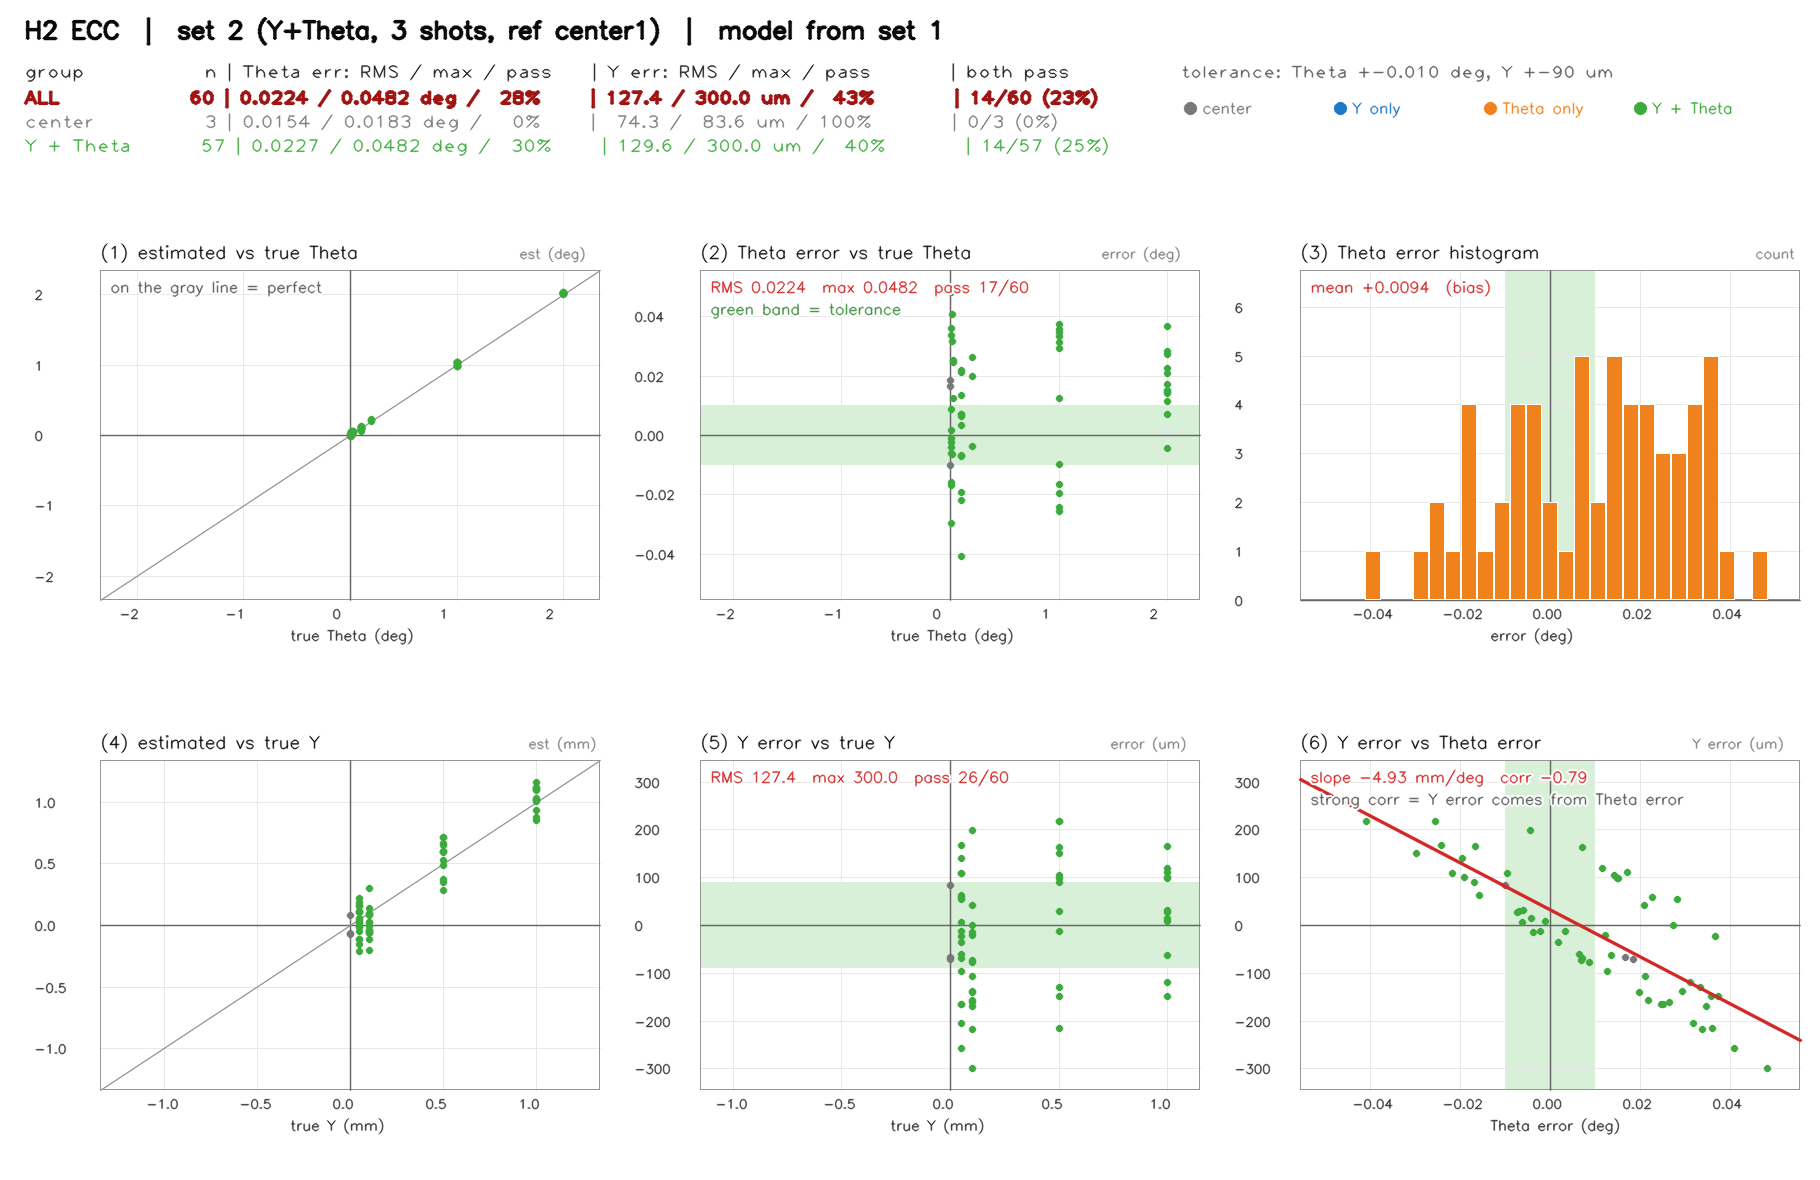 H2 ECC | set 2 (Y+Theta, 3 shots, ref center1) | model from set 1
group n | Theta err: RMS / max / pass | Y err: RMS / max / pass | both pass
ALL 60 | 0.0224 / 0.0482 deg / 28% | 127.4 / 300.0 um / 43% | 14/60 (23%)
center 3 | 0.0154 / 0.0183 deg / 0% | 74.3 / 83.6 um / 100% | 0/3 (0%)
Y + Theta 57 | 0.0227 / 0.0482 deg / 30% | 129.6 / 300.0 um / 40% | 14/57 (25%)
tolerance: Theta +-0.010 deg, Y +-90 um
center Y only Theta only Y + Theta
(1) estimated vs true Theta est (deg)
on the gray line = perfect
2
1
0
-1
-2
-2 -1 0 1 2
true Theta (deg)
(2) Theta error vs true Theta error (deg)
RMS 0.0224 max 0.0482 pass 17/60
green band = tolerance
0.04
0.02
0.00
-0.02
-0.04
-2 -1 0 1 2
true Theta (deg)
(3) Theta error histogram count
mean +0.0094 (bias)
6
5
4
3
2
1
0
-0.04 -0.02 0.00 0.02 0.04
error (deg)
(4) estimated vs true Y est (mm)
1.0
0.5
0.0
-0.5
-1.0
-1.0 -0.5 0.0 0.5 1.0
true Y (mm)
(5) Y error vs true Y error (um)
RMS 127.4 max 300.0 pass 26/60
300
200
100
0
-100
-200
-300
-1.0 -0.5 0.0 0.5 1.0
true Y (mm)
(6) Y error vs Theta error Y error (um)
slope -4.93 mm/deg corr -0.79
strong corr = Y error comes from Theta error
300
200
100
0
-100
-200
-300
-0.04 -0.02 0.00 0.02 0.04
Theta error (deg)